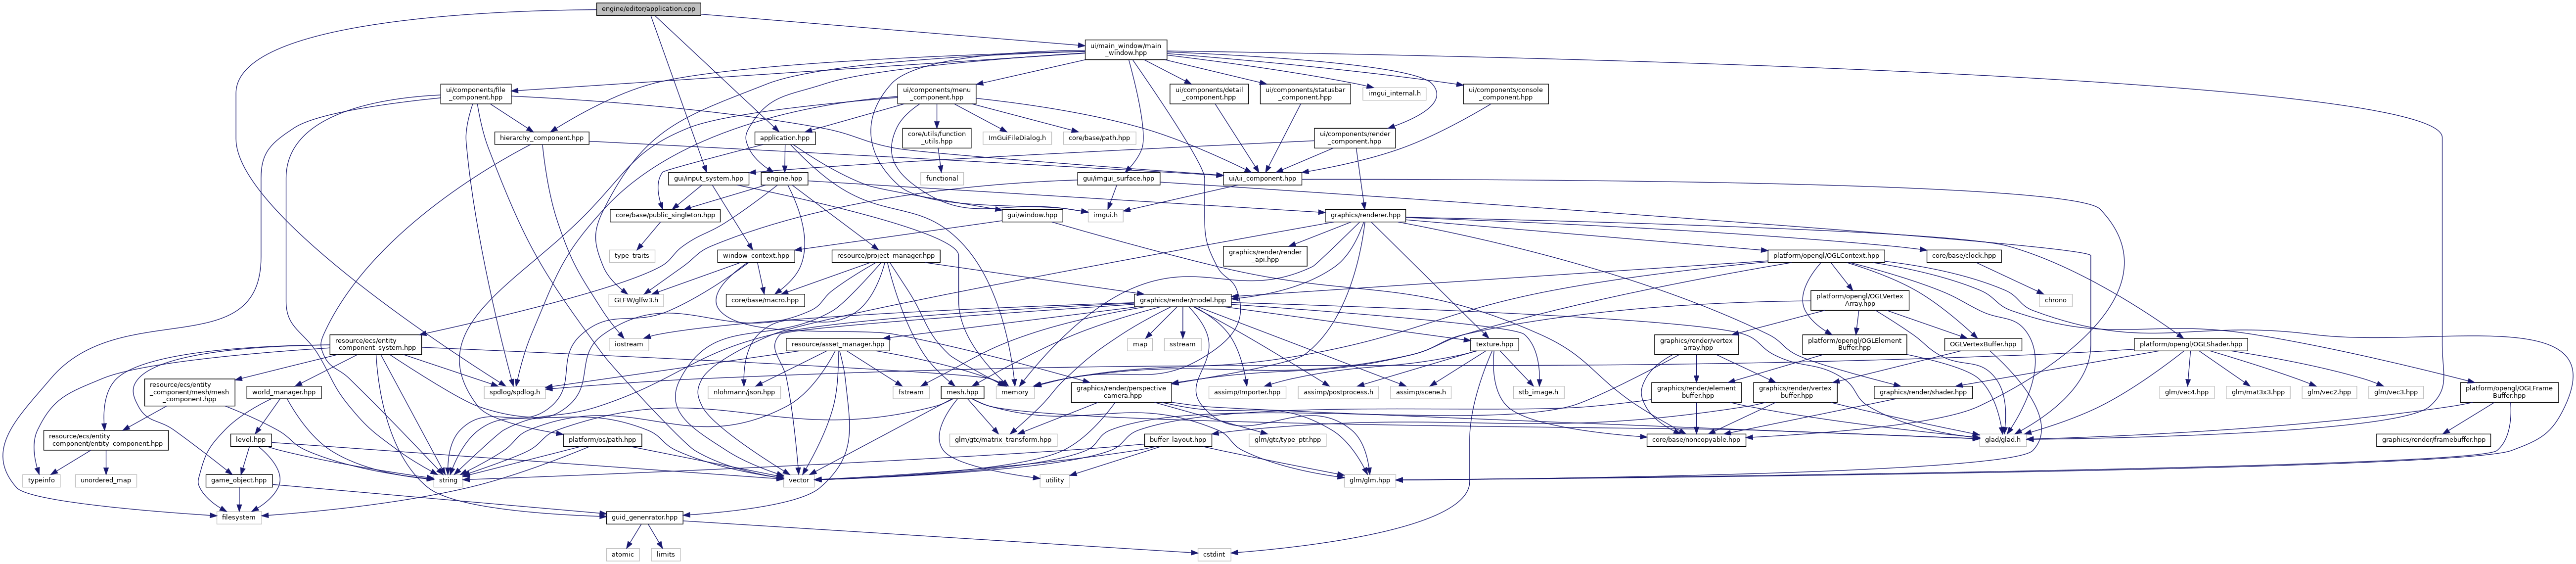 engine/editor/application.cpp
ui/main_window/main
_window.hpp
ui/components/file
_component.hpp
ui/components/menu
_component.hpp
ui/components/detail
_component.hpp
ui/components/statusbar
_component.hpp
imgui_internal.h
ui/components/console
_component.hpp
hierarchy_component.hpp
application.hpp
core/utils/function
_utils.hpp
ImGuiFileDialog.h
core/base/path.hpp
ui/components/render
_component.hpp
gui/input_system.hpp
engine.hpp
functional
gui/imgui_surface.hpp
ui/ui_component.hpp
core/base/public_singleton.hpp
gui/window.hpp
imgui.h
graphics/renderer.hpp
type_traits
window_context.hpp
resource/project_manager.hpp
graphics/render/render
_api.hpp
platform/opengl/OGLContext.hpp
core/base/clock.hpp
GLFW/glfw3.h
core/base/macro.hpp
graphics/render/model.hpp
platform/opengl/OGLVertex
Array.hpp
chrono
resource/ecs/entity
_component_system.hpp
iostream
resource/asset_manager.hpp
map
sstream
texture.hpp
graphics/render/vertex
_array.hpp
platform/opengl/OGLElement
Buffer.hpp
OGLVertexBuffer.hpp
platform/opengl/OGLShader.hpp
resource/ecs/entity
_component/mesh/mesh
_component.hpp
world_manager.hpp
spdlog/spdlog.h
nlohmann/json.hpp
fstream
mesh.hpp
memory
graphics/render/perspective
_camera.hpp
assimp/Importer.hpp
assimp/postprocess.h
assimp/scene.h
stb_image.h
graphics/render/element
_buffer.hpp
graphics/render/vertex
_buffer.hpp
graphics/render/shader.hpp
glm/vec4.hpp
glm/mat3x3.hpp
glm/vec2.hpp
glm/vec3.hpp
platform/opengl/OGLFrame
Buffer.hpp
resource/ecs/entity
_component/entity_component.hpp
level.hpp
platform/os/path.hpp
glm/gtc/matrix_transform.hpp
buffer_layout.hpp
glm/gtc/type_ptr.hpp
core/base/noncopyable.hpp
glad/glad.h
graphics/render/framebuffer.hpp
typeinfo
unordered_map
game_object.hpp
string
vector
utility
glm/glm.hpp
filesystem
guid_genenrator.hpp
atomic
limits
cstdint